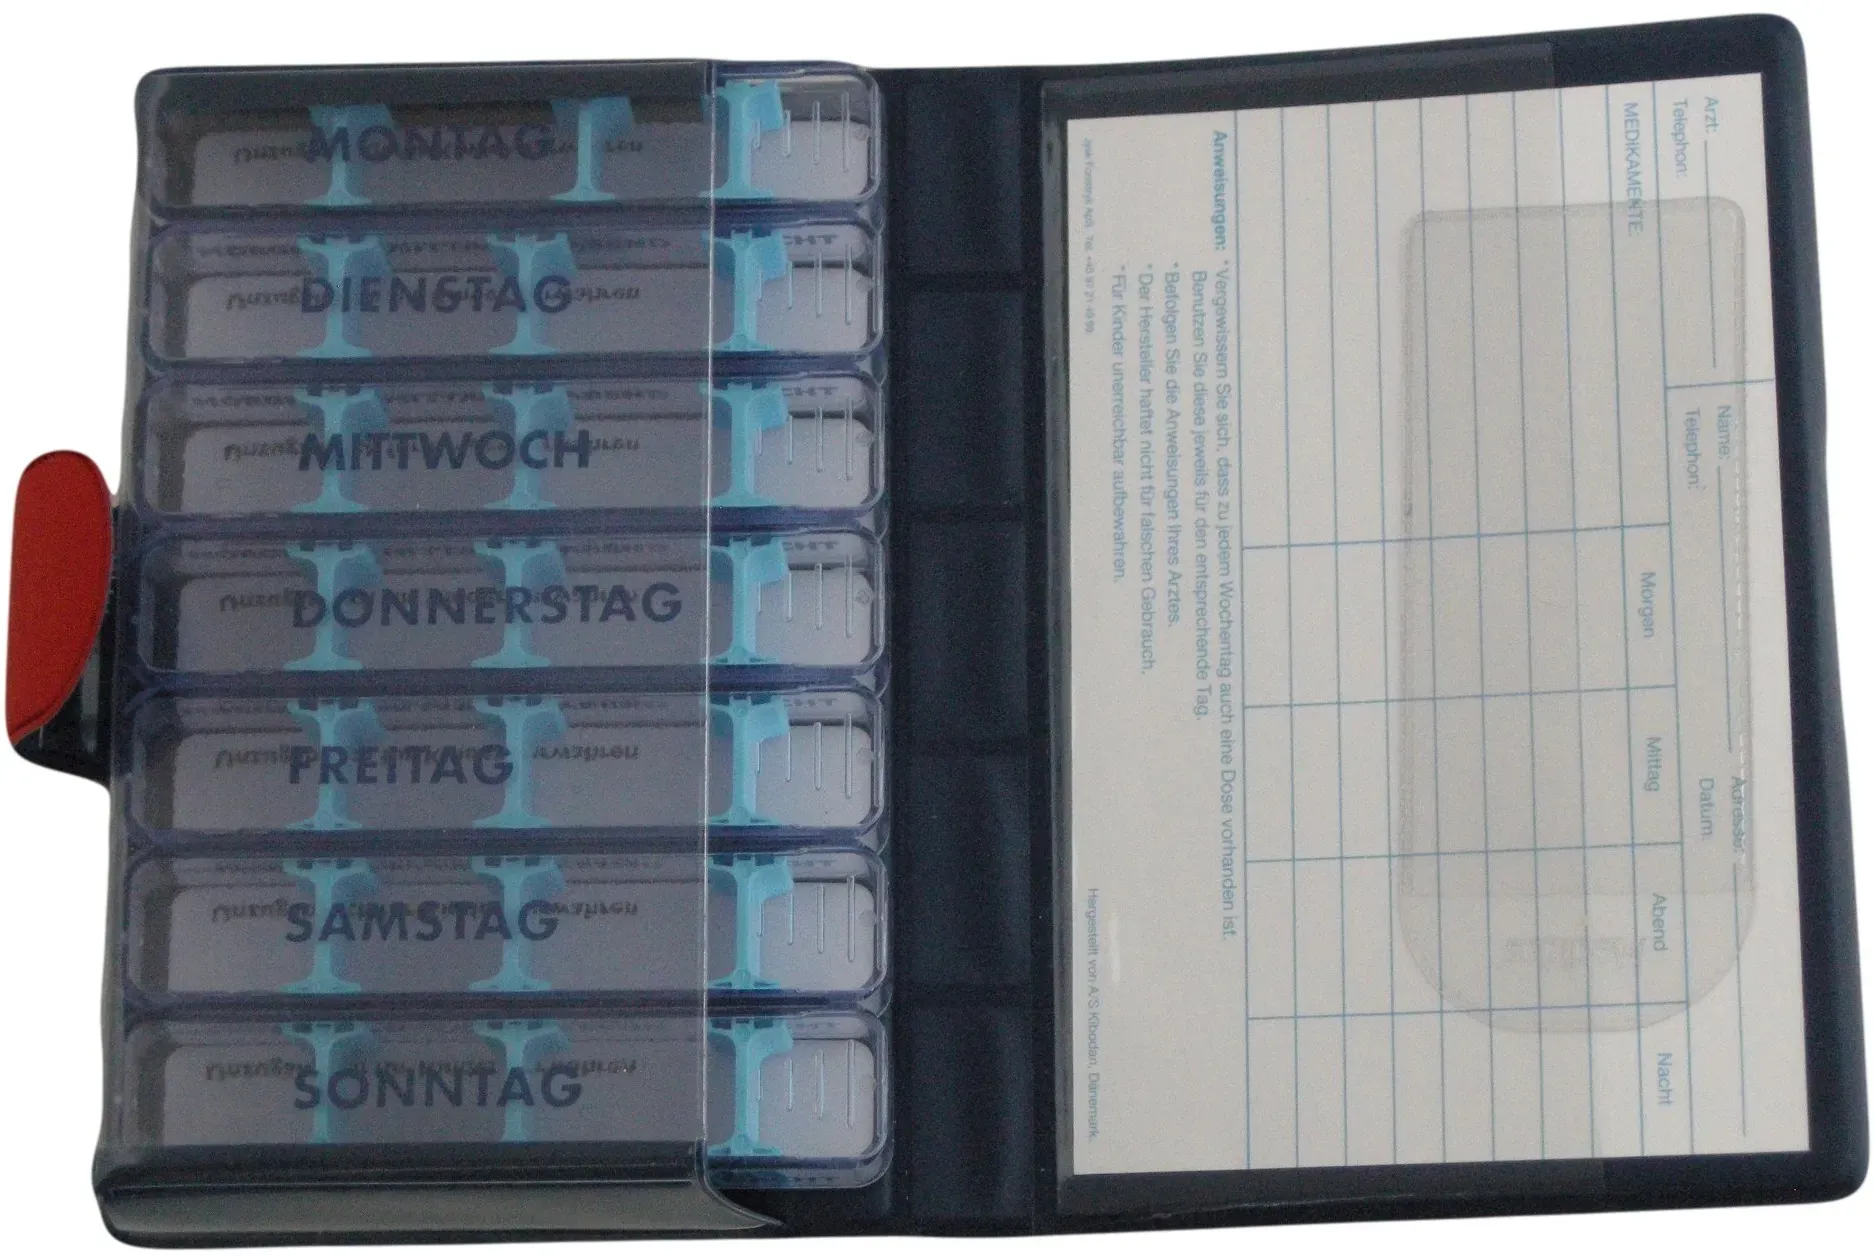 MONTAG
DIENSTAG
MITTWOCH
DONNERSTAG
FREITAG
SAMSTAG
SONNTAG
Arzt:
Name:
Adresse:
Telephon:
Telephon:
Datum:
MEDIKAMENTE:
Morgen
Mittag
Abend
Nacht
Anweisungen: * Vergewissern Sie sich, dass zu jedem Wochentag auch eine Dose vorhanden ist.
Benutzen Sie diese jeweils für den entsprechende Tag.
* Befolgen Sie die Anweisungen Ihres Arztes.
* Der Hersteller haftet nicht für falschen Gebrauch.
* Für Kinder unerreichbar aufbewahren.
Hergestellt von A/S Kibodan, Dänemark.